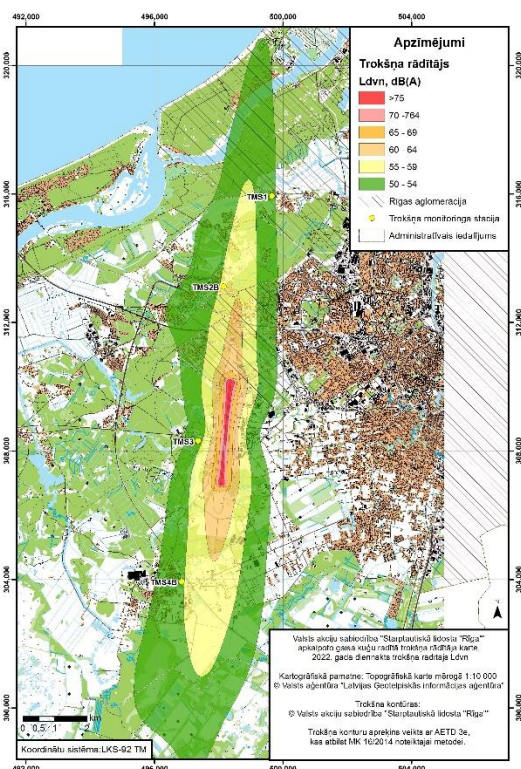 492,000 496,000 500,000 504,000
320,000
316,000
312,000
308,000
304,000
300,000
Apzīmējumi
Trokšņa rādītājs
Ldvn, dB(A)
>75
70 -764
65 - 69
60 - 64
55 - 59
50 - 54
Rīgas aglomerācija
Trokšņa monitoringa stacija
Administratīvais iedalījums
320,000
316,000
312,000
308,000
304,000
300,000
TMS1
TMS2B
TMS3
TMS4B
0 0,5 1 2
km
Koordinātu sistēma: LKS-92 TM
Valsts akciju sabiedrība "Starptautiskā lidosta "Rīga""
apkalpoto gaisa kuģu radītā trokšņa rādītāja karte
2022. gada diennakts trokšņa rādītājs Ldvn
Kartogrāfiskā pamatne: Topogrāfiskā karte mērogā 1:10 000
© Valsts aģentūra "Latvijas Ģeotelpiskās informācijas aģentūra"
Trokšņa kontūras:
© Valsts akciju sabiedrība "Starptautiskā lidosta "Rīga"
Trokšņa kontūru aprēķins veikts ar AETD 3e,
kas atbilst MK 16/2014 noteiktajai metodei.
496,000 500,000 504,000